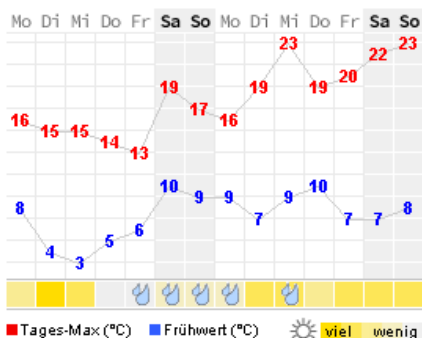 Mo Di Mi Do Fr Sa So Mo Di Mi Do Fr Sa So
23 23
22
19 19 19 20
16 15 15 14 13 17 16
10 10
8 9 9 9 8
4 3 5 6 7 7 7
Tages-Max (°C) Frühwert (°C) viel wenig